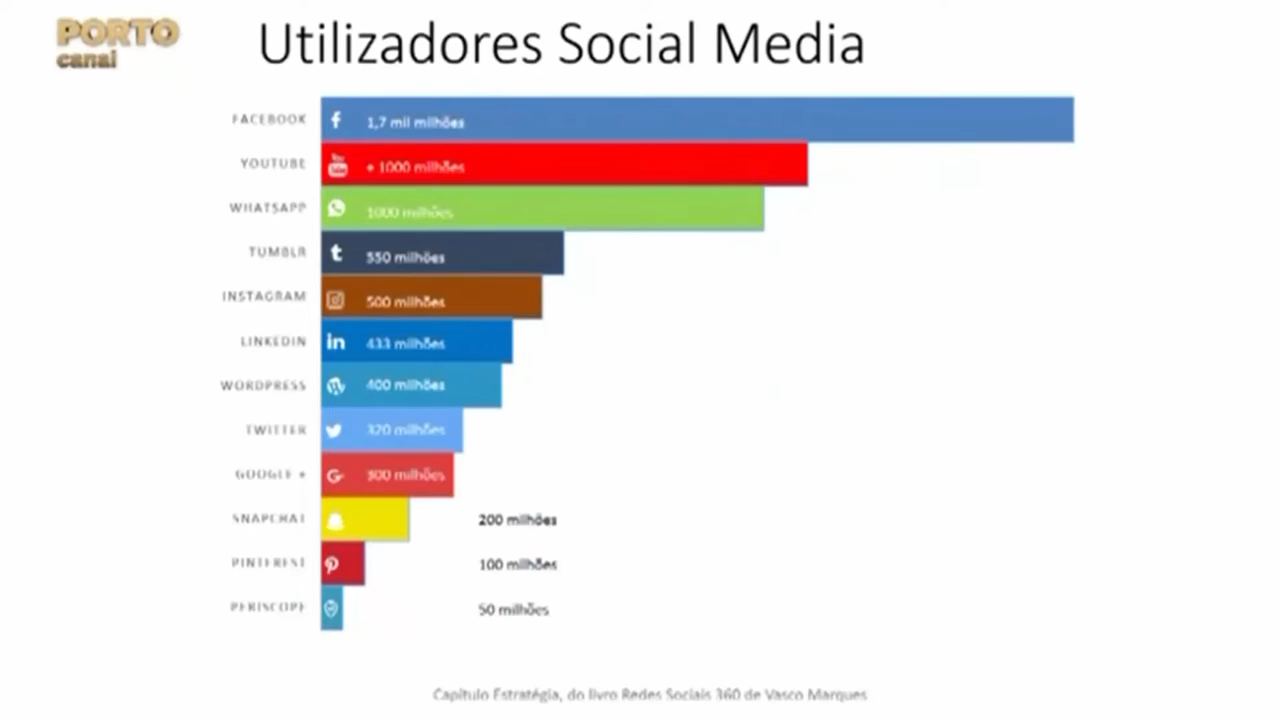 PORTO
canal
Utilizadores Social Media
FACEBOOK 1,7 mil milhões
YOUTUBE + 1000 milhões
WHATSAPP 1000 milhões
TUMBLR 550 milhões
INSTAGRAM 500 milhões
LINKEDIN in 433 milhões
WORDPRESS 400 milhões
TWITTER 320 milhões
GOOGLE + 300 milhões
SNAPCHAT 200 milhões
PINTEREST 100 milhões
PERISCOPE 50 milhões
Capítulo Estratégia, do livro Redes Sociais 360 de Vasco Marques